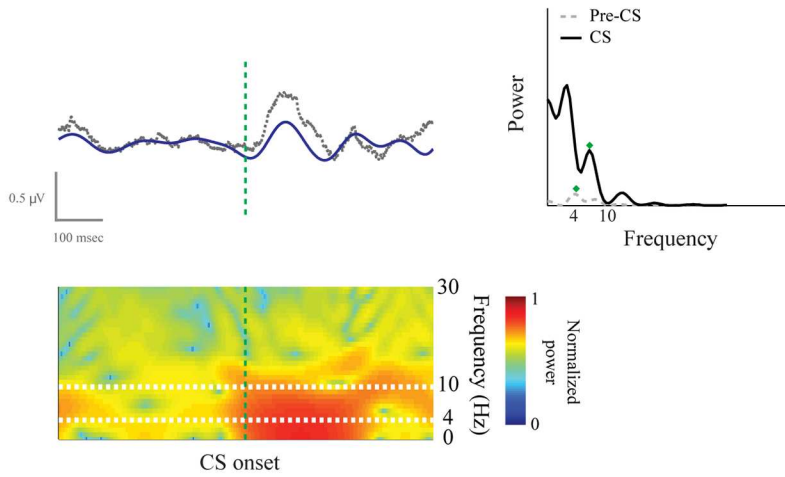 Pre-CS
CS
Power
4
10
Frequency
0.5 μV
100 msec
30
10
4
0
Frequency (Hz)
1
0
Normalized
power
CS onset